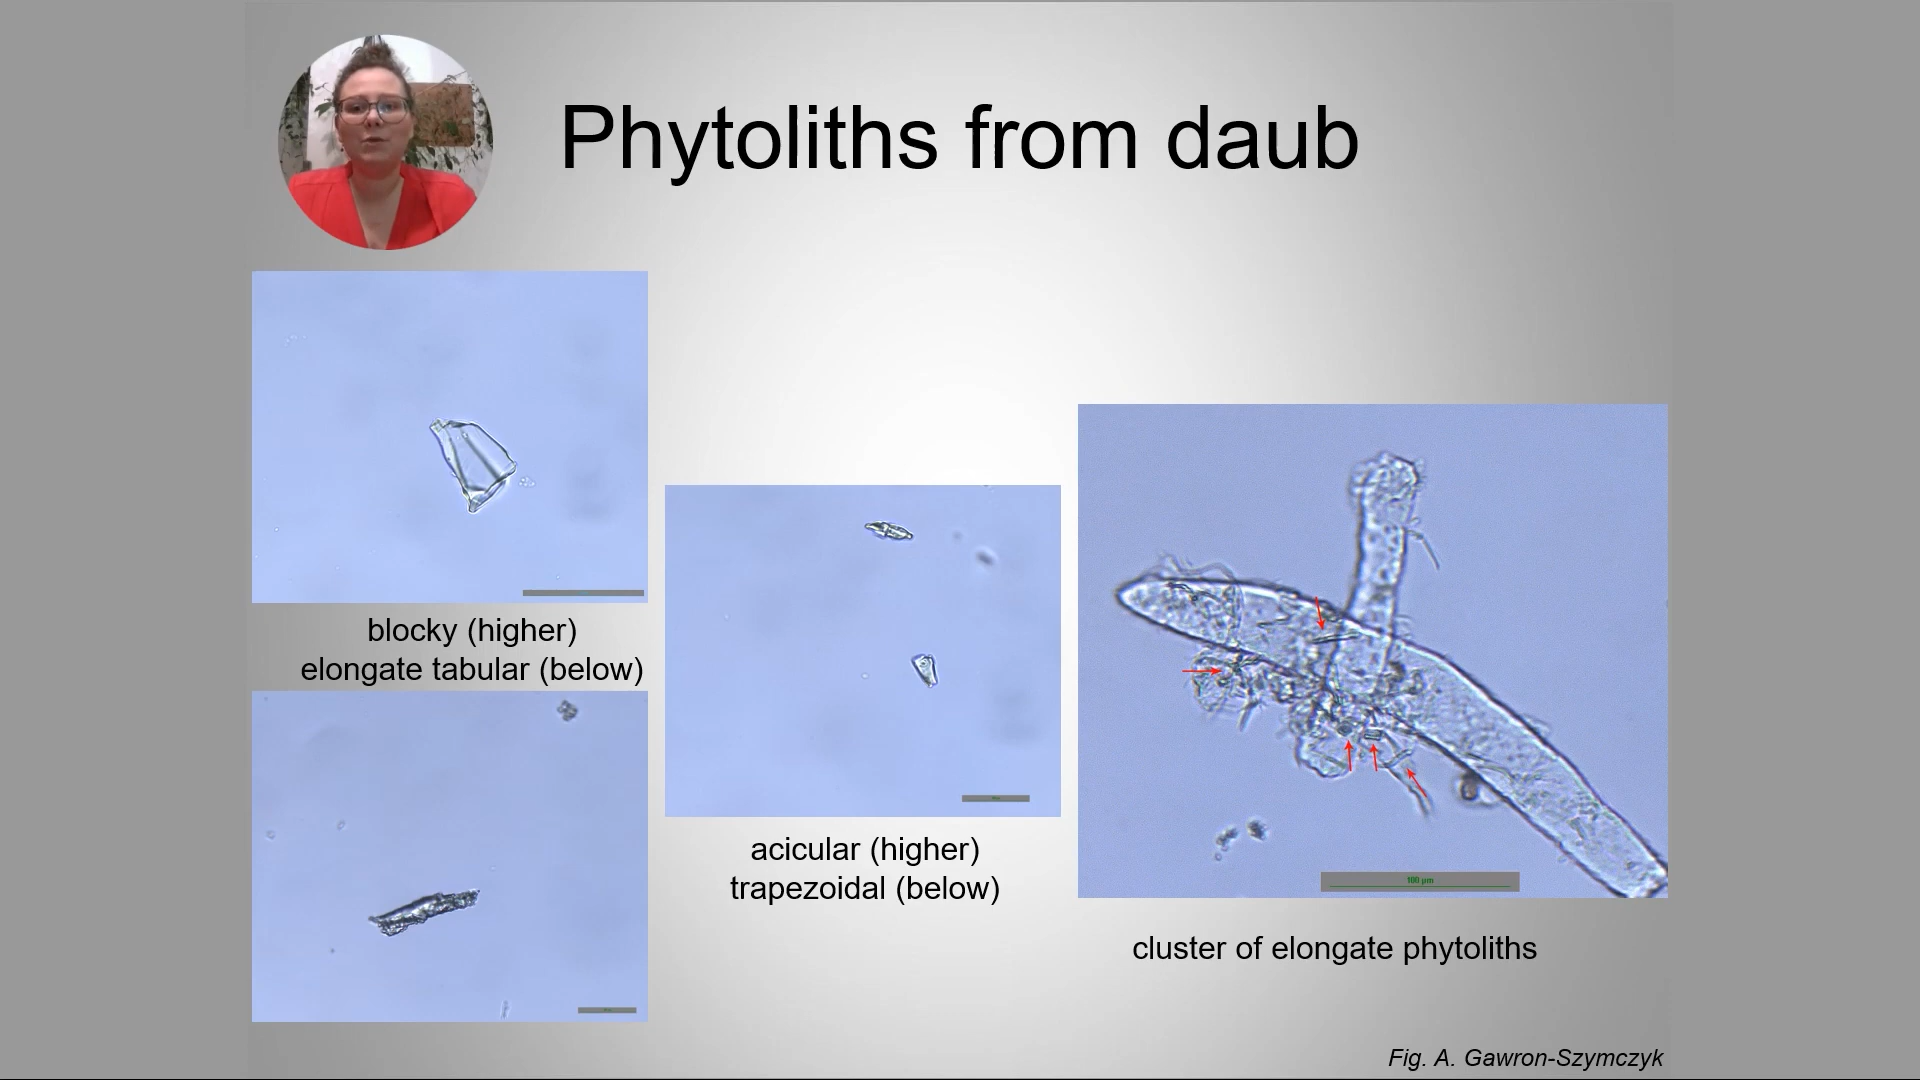 Phytoliths from daub
blocky (higher)
elongate tabular (below)
acicular (higher)
trapezoidal (below)
100 µm
cluster of elongate phytoliths
Fig. A. Gawron-Szymczyk